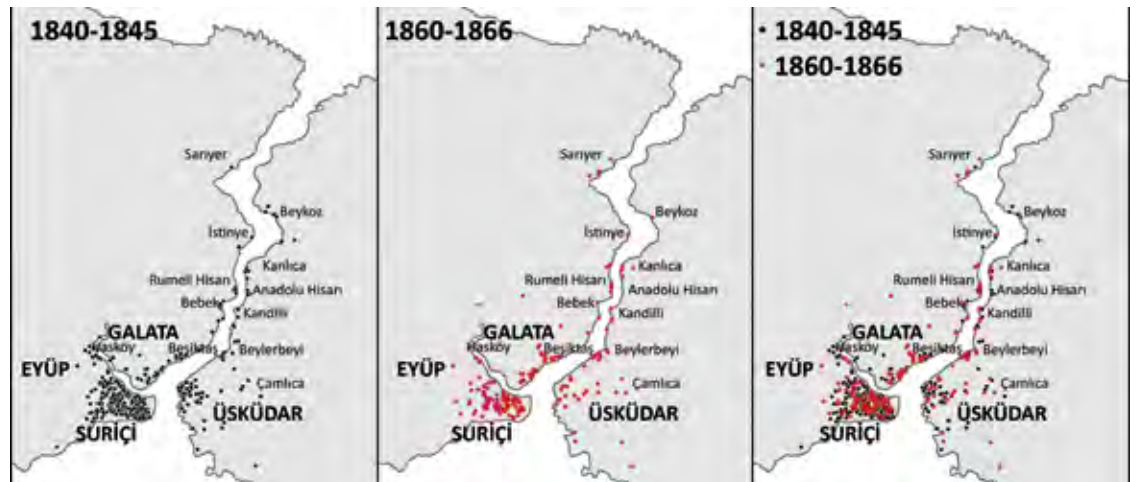 1840-1845
Sarıyer
Beykoz
İstinye
Kanlıca
Rumeli Hisarı
Anadolu Hisarı
Bebek
Kandilli
GALATA
Hasköy
Beşiktaş
Beylerbeyi
EYÜP
Çamlıca
ÜSKÜDAR
SURİÇİ
1860-1866
Sarıyer
Beykoz
İstinye
Kanlıca
Rumeli Hisarı
Anadolu Hisarı
Bebek
Kandilli
GALATA
Hasköy
Beşiktaş
Beylerbeyi
EYÜP
Çamlıca
ÜSKÜDAR
SURİÇİ
1840-1845
1860-1866
Sarıyer
Beykoz
İstinye
Kanlıca
Rumeli Hisarı
Anadolu Hisarı
Bebek
Kandilli
GALATA
Hasköy
Beşiktaş
Beylerbeyi
EYÜP
Çamlıca
ÜSKÜDAR
SURİÇİ